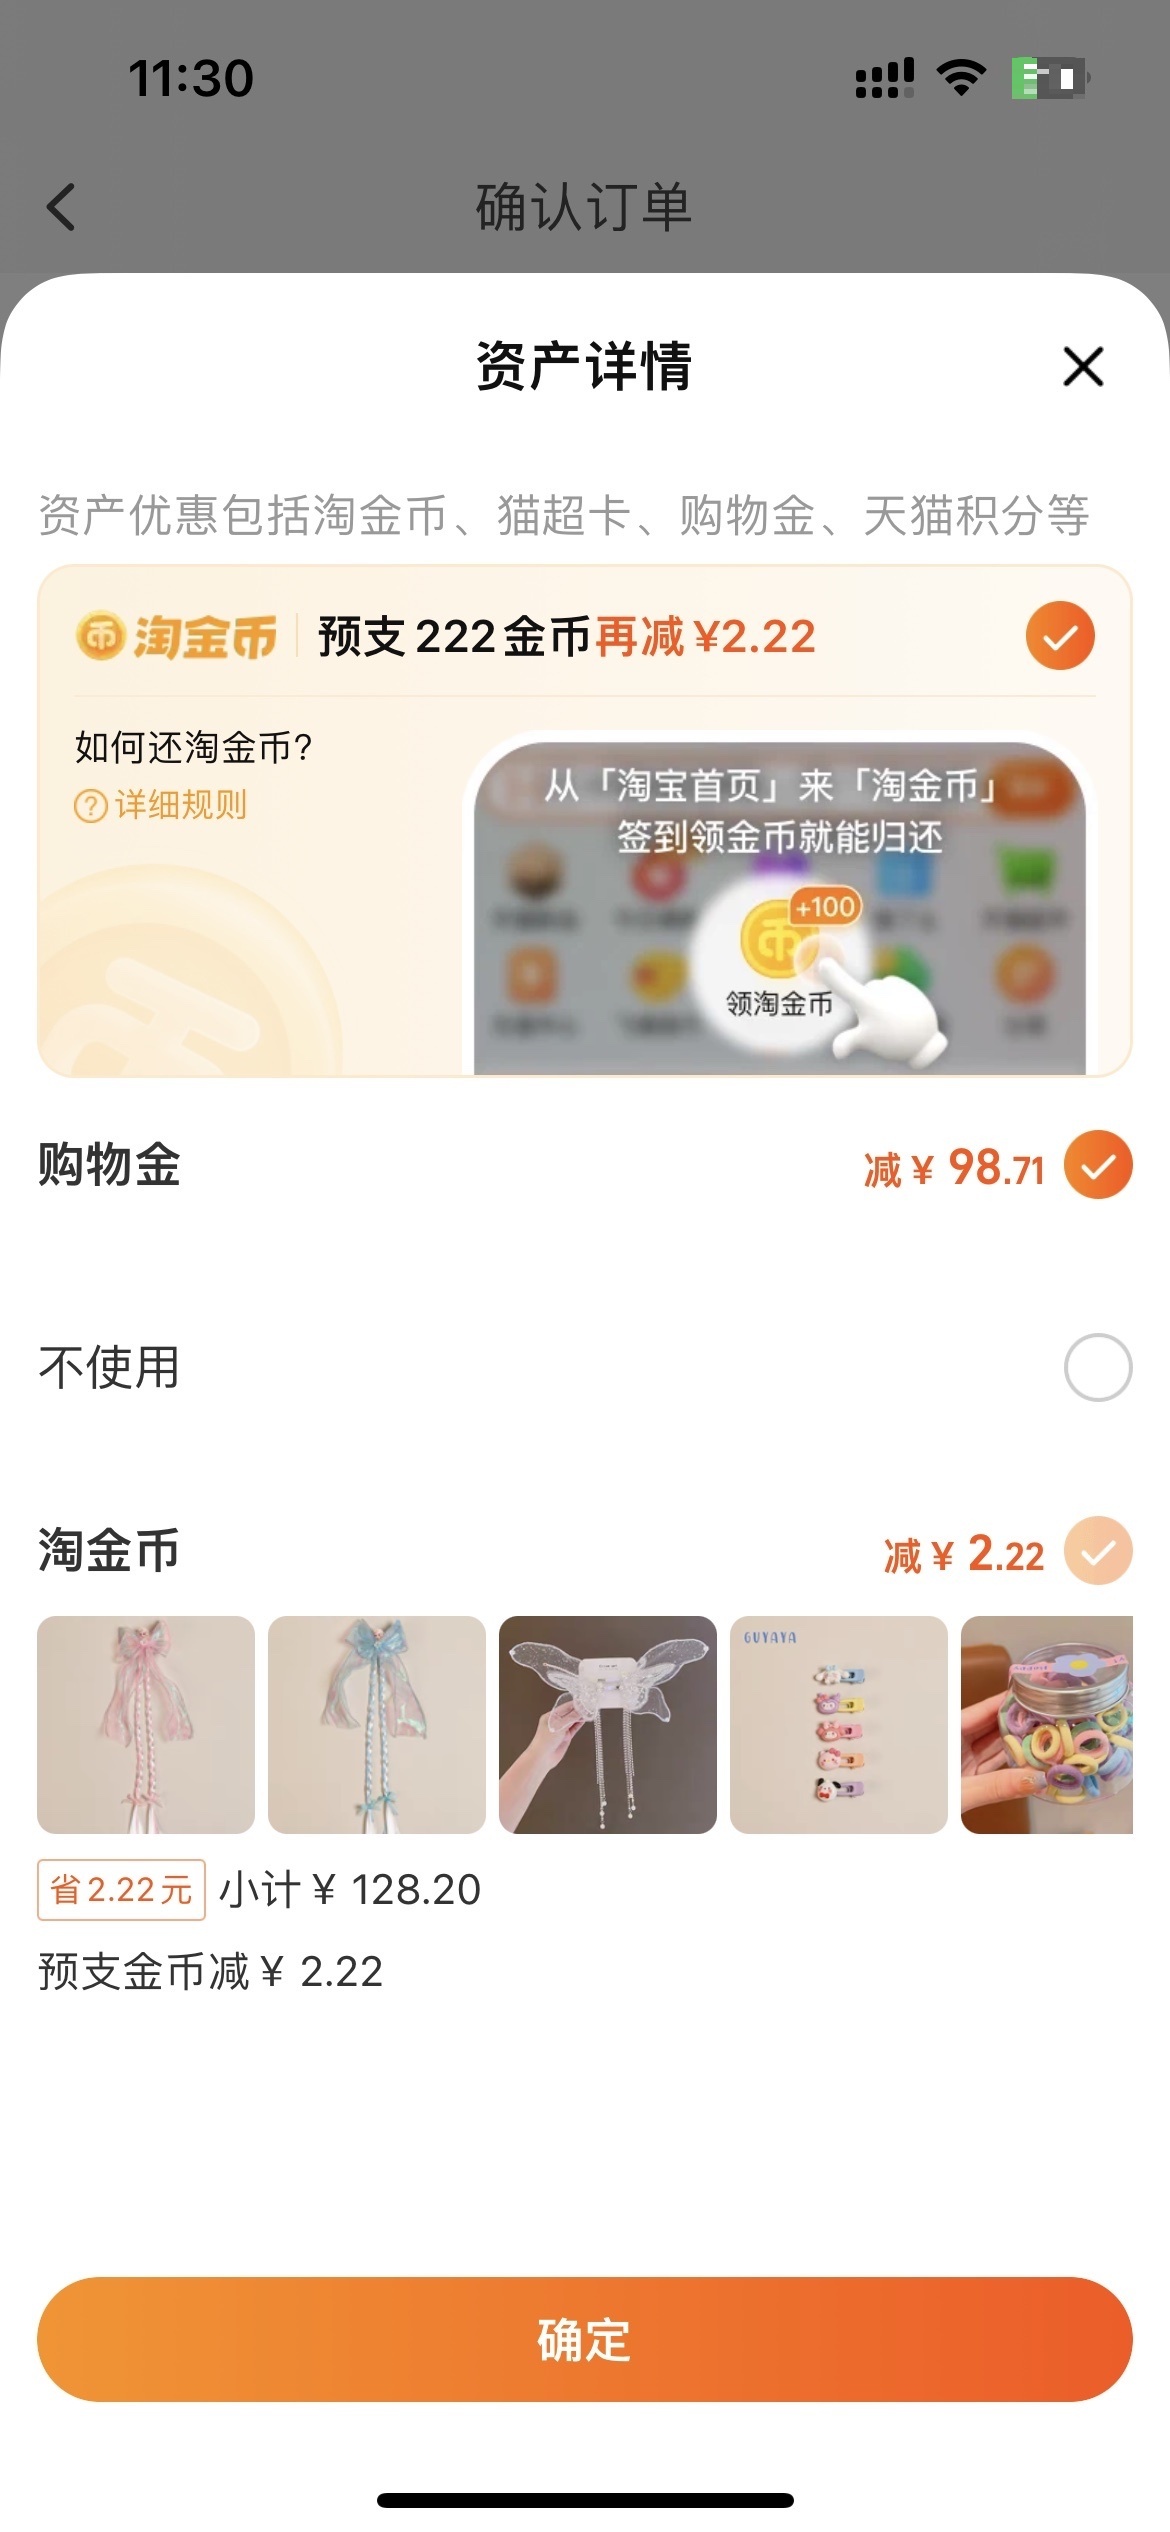 11:30
确认订单
资产详情
资产优惠包括淘金币、猫超卡、购物金、天猫积分等
淘金币 预支222金币再减¥2.22
如何还淘金币?
?详细规则
从「淘宝首页」来「淘金币」
签到领金币就能归还
+100
领淘金币
购物金 减¥ 98.71
不使用
淘金币 减¥ 2.22
GUYAYA
省2.22元 小计¥ 128.20
预支金币减¥ 2.22
确定